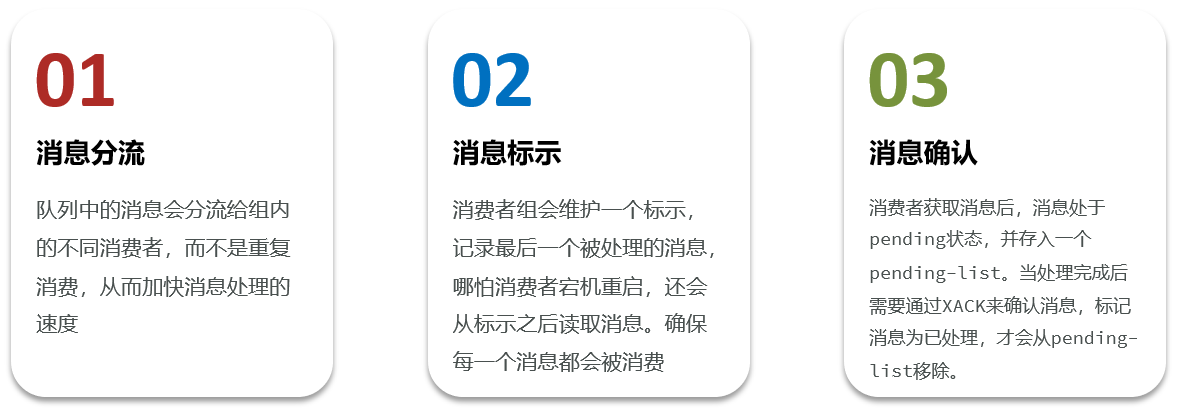 01
消息分流
队列中的消息会分流给组内
的不同消费者，而不是重复
消费，从而加快消息处理的
速度
02
消息标示
消费者组会维护一个标示，
记录最后一个被处理的消息，
哪怕消费者宕机重启，还会
从标示之后读取消息。确保
每一个消息都会被消费
03
消息确认
消费者获取消息后，消息处于
pending状态，并存入一个
pending-list。当处理完成后
需要通过XACK来确认消息，标记
消息为已处理，才会从pending-
list移除。